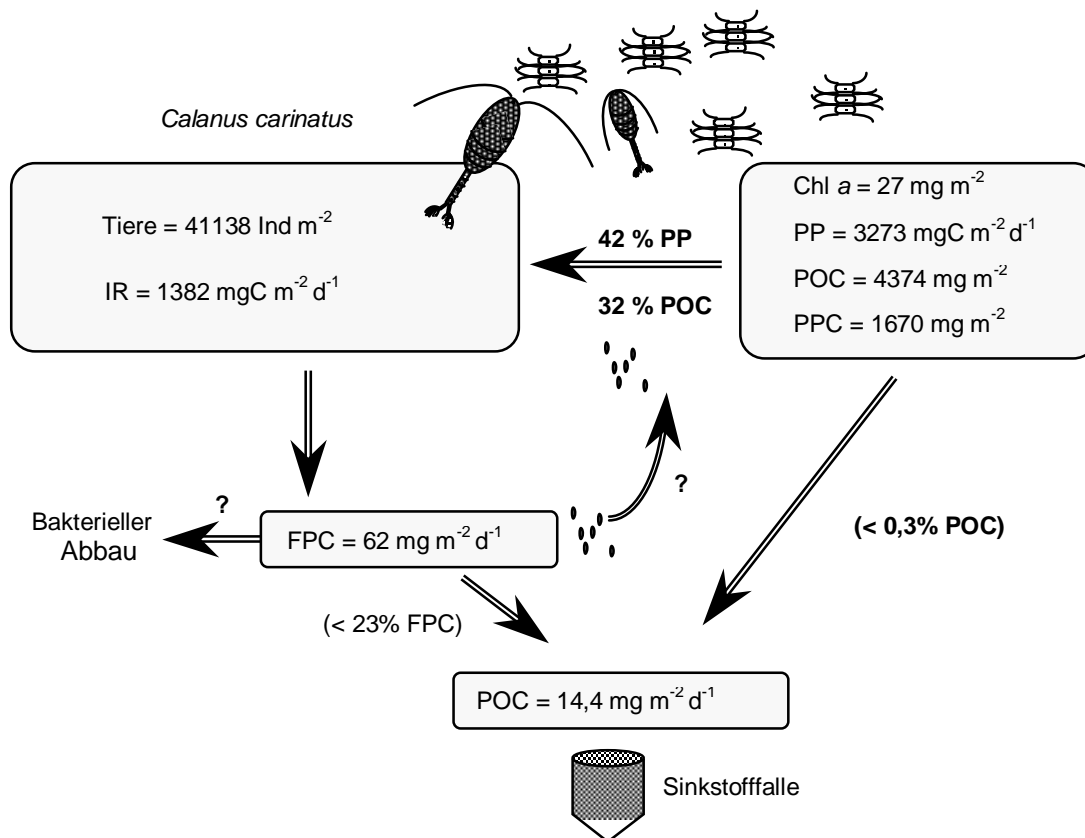 Calanus carinatus
Tiere = 41138 Ind m⁻²
IR = 1382 mgC m⁻² d⁻¹
42 % PP
32 % POC
Chl a = 27 mg m⁻²
PP = 3273 mgC m⁻² d⁻¹
POC = 4374 mg m⁻²
PPC = 1670 mg m⁻²
?
Bakterieller
Abbau
FPC = 62 mg m⁻² d⁻¹
?
(< 0,3% POC)
(< 23% FPC)
POC = 14,4 mg m⁻² d⁻¹
Sinkstofffalle